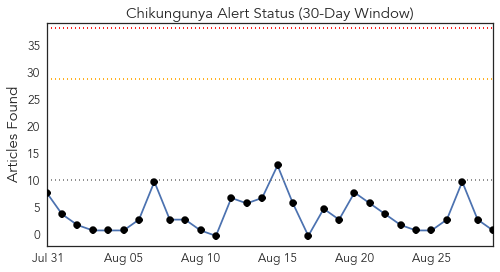 Chikungunya Alert Status (30-Day Window)
Articles Found
35
30
25
20
15
10
5
0
Jul 31 Aug 05 Aug 10 Aug 15 Aug 20 Aug 25